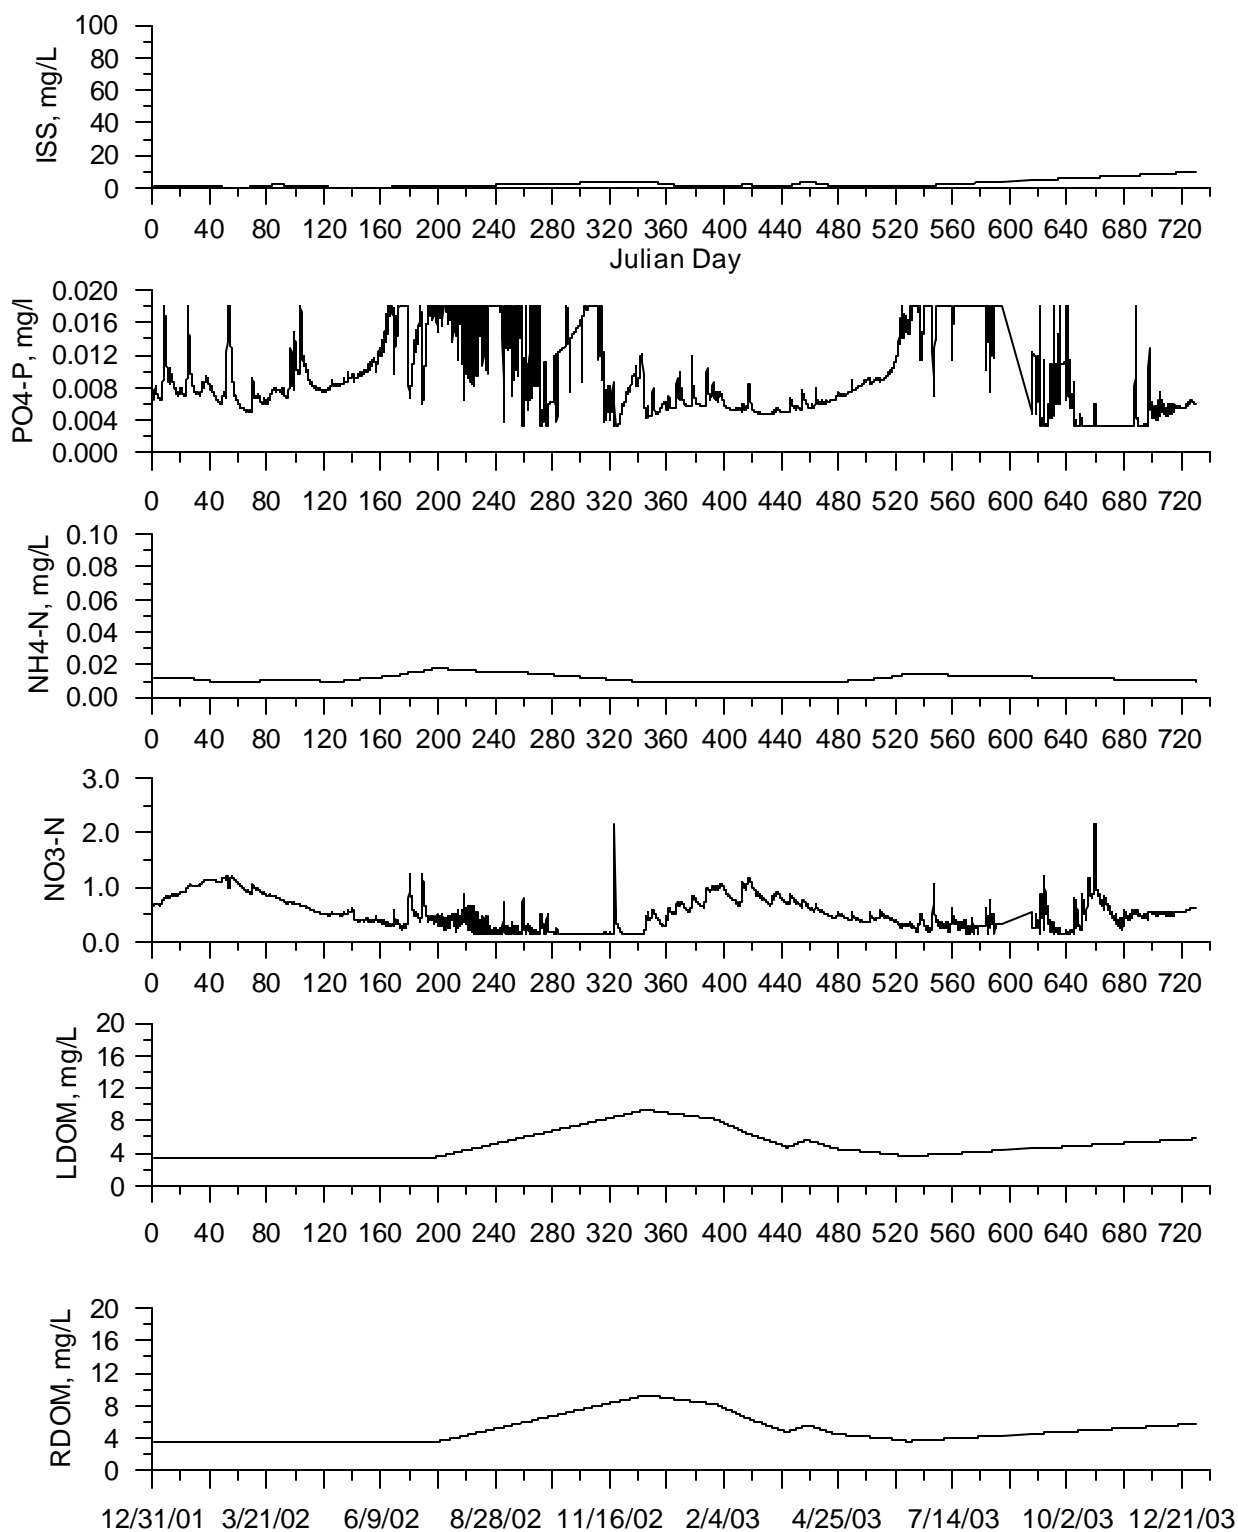 100
80
60
40
20
0
ISS, mg/L
0 40 80 120 160 200 240 280 320 360 400 440 480 520 560 600 640 680 720
Julian Day
0.020
0.016
0.012
0.008
0.004
0.000
PO4-P, mg/l
0 40 80 120 160 200 240 280 320 360 400 440 480 520 560 600 640 680 720
0.10
0.08
0.06
0.04
0.02
0.00
NH4-N, mg/L
0 40 80 120 160 200 240 280 320 360 400 440 480 520 560 600 640 680 720
3.0
2.0
1.0
0.0
NO3-N
0 40 80 120 160 200 240 280 320 360 400 440 480 520 560 600 640 680 720
20
16
12
8
4
0
LDOM, mg/L
0 40 80 120 160 200 240 280 320 360 400 440 480 520 560 600 640 680 720
20
16
12
8
4
0
RDOM, mg/L
12/31/01 3/21/02 6/9/02 8/28/02 11/16/02 2/4/03 4/25/03 7/14/03 10/2/03 12/21/03